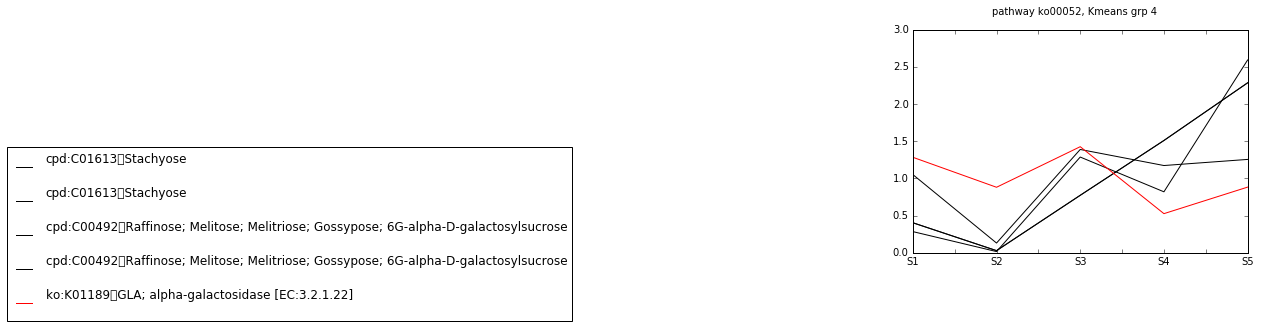 pathway ko00052, Kmeans grp 4
3.0
2.5
2.0
1.5
1.0
0.5
0.0
S1 S2 S3 S4 S5
cpd:C01613▯Stachyose
cpd:C01613▯Stachyose
cpd:C00492▯Raffinose; Melitose; Melitriose; Gossypose; 6G-alpha-D-galactosylsucrose
cpd:C00492▯Raffinose; Melitose; Melitriose; Gossypose; 6G-alpha-D-galactosylsucrose
ko:K01189▯GLA; alpha-galactosidase [EC:3.2.1.22]